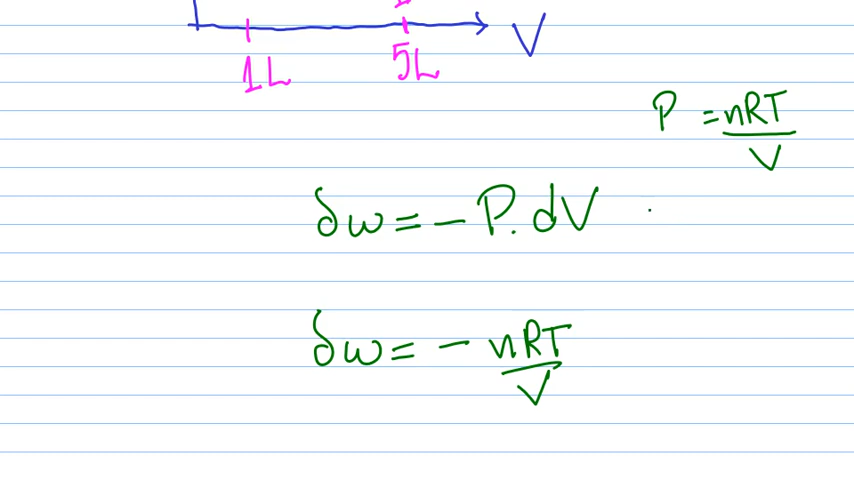 V
1L 5L
P = nRT/V
δw = - P. dV
δw = - nRT/V